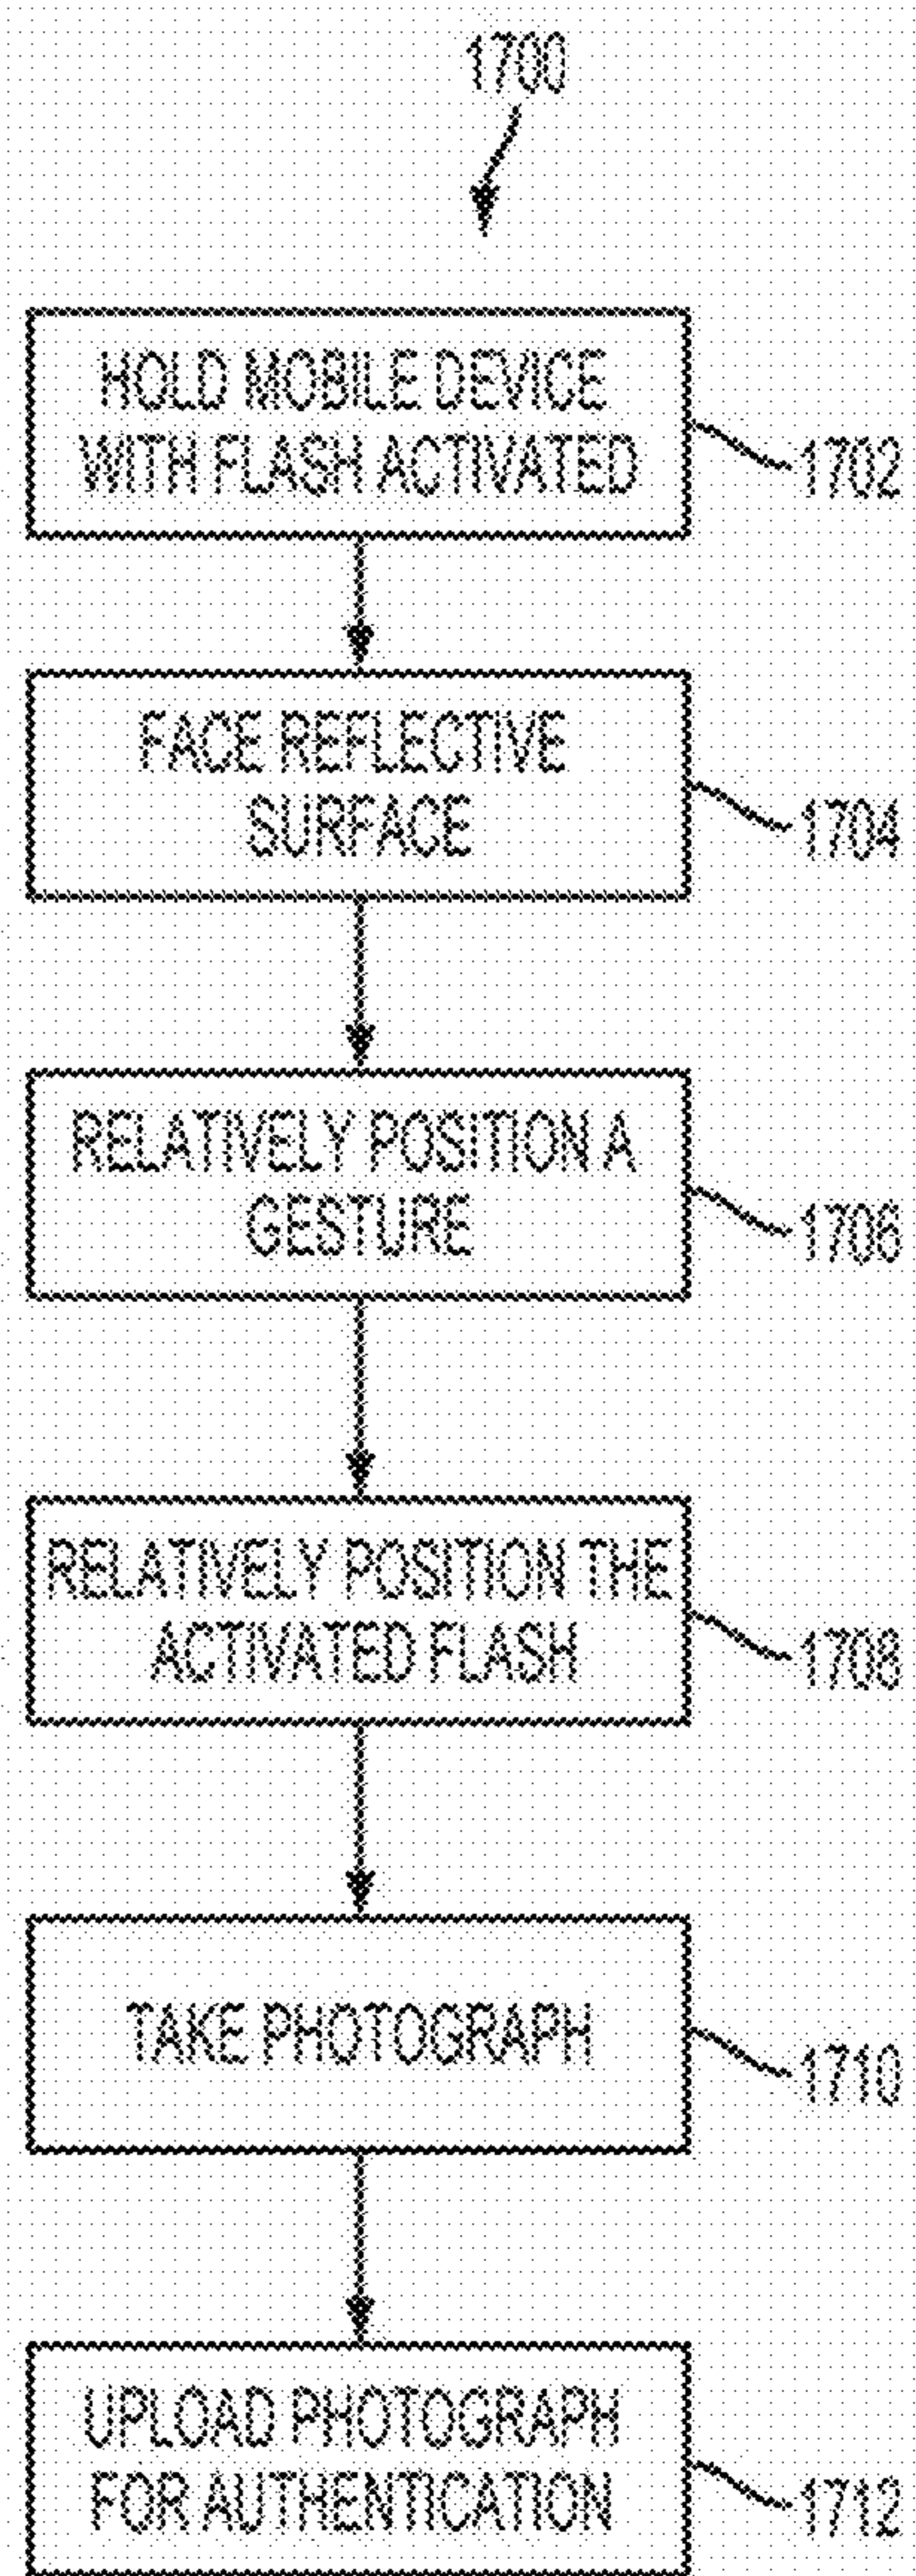 1700
HOLD MOBILE DEVICE
WITH FLASH ACTIVATED
1702
FACE REFLECTIVE
SURFACE
1704
RELATIVELY POSITION A
GESTURE
1706
RELATIVELY POSITION THE
ACTIVATED FLASH
1708
TAKE PHOTOGRAPH
1710
UPLOAD PHOTOGRAPH
FOR AUTHENTICATION
1712